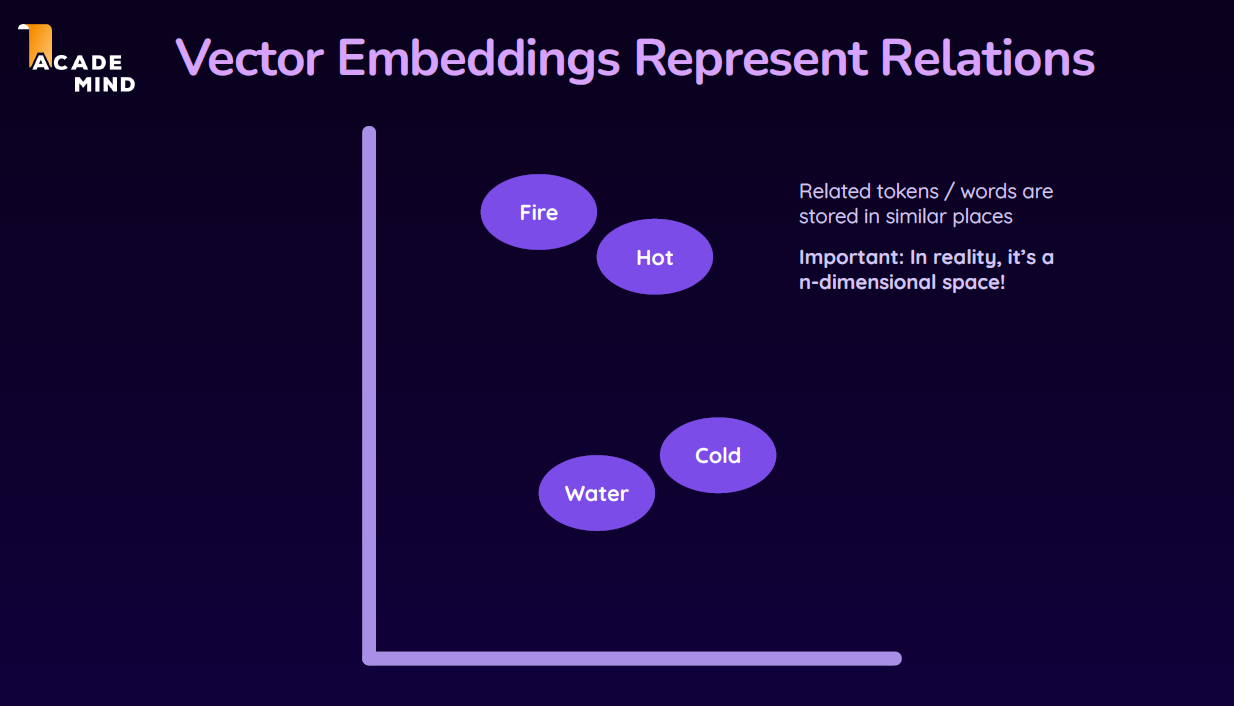 ACADE
MIND
Vector Embeddings Represent Relations
Fire
Hot
Related tokens / words are
stored in similar places
Important: In reality, it's a
n-dimensional space!
Cold
Water